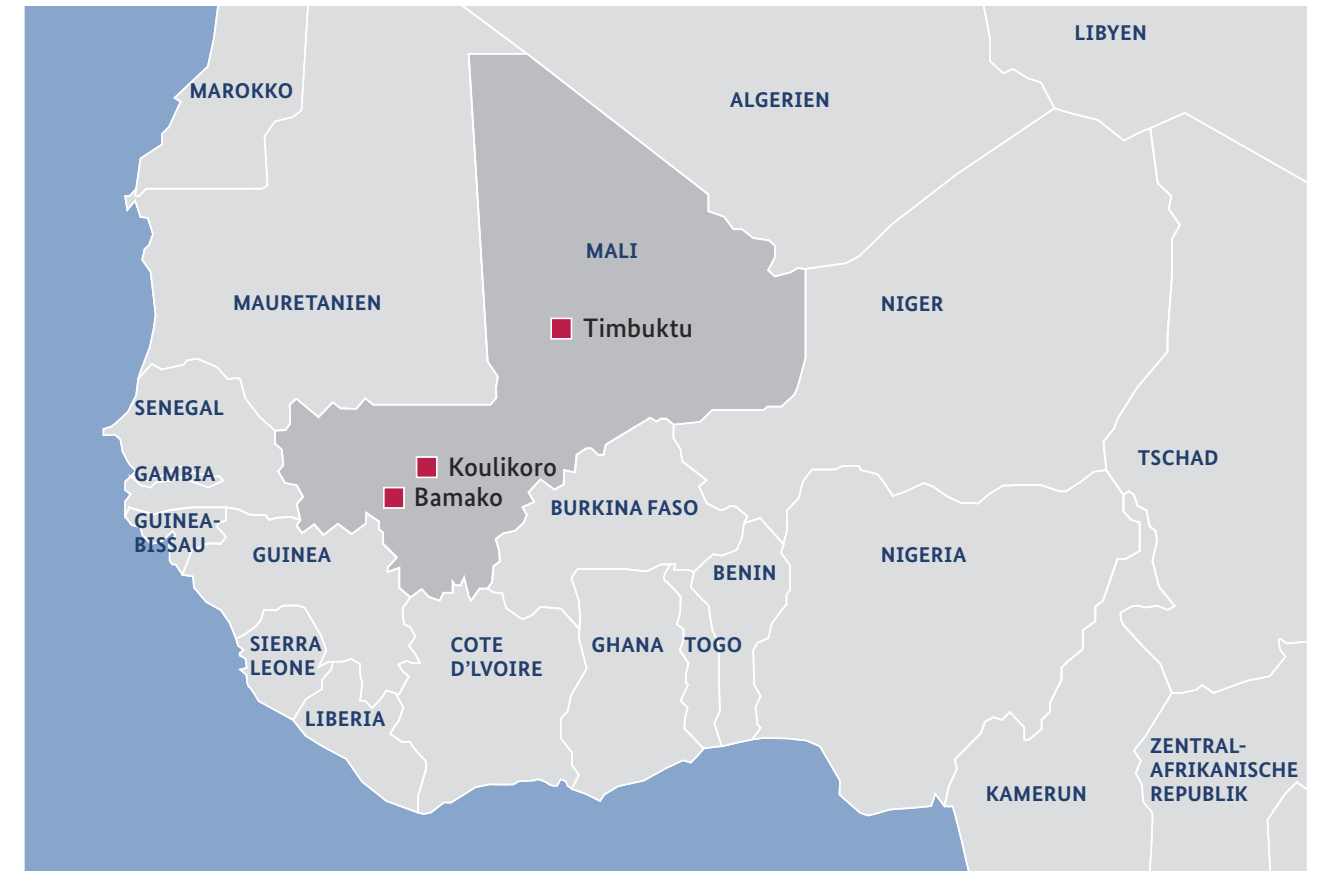 LIBYEN
MAROKKO
ALGERIEN
MALI
MAURETANIEN
NIGER
Timbuktu
SENEGAL
TSCHAD
Koulikoro
GAMBIA
Bamako
BURKINA FASO
GUINEA-
BISSAU
GUINEA
NIGERIA
BENIN
SIERRA
LEONE
COTE
D'LVOIRE
GHANA
TOGO
LIBERIA
ZENTRAL-
AFRIKANISCHE
REPUBLIK
KAMERUN